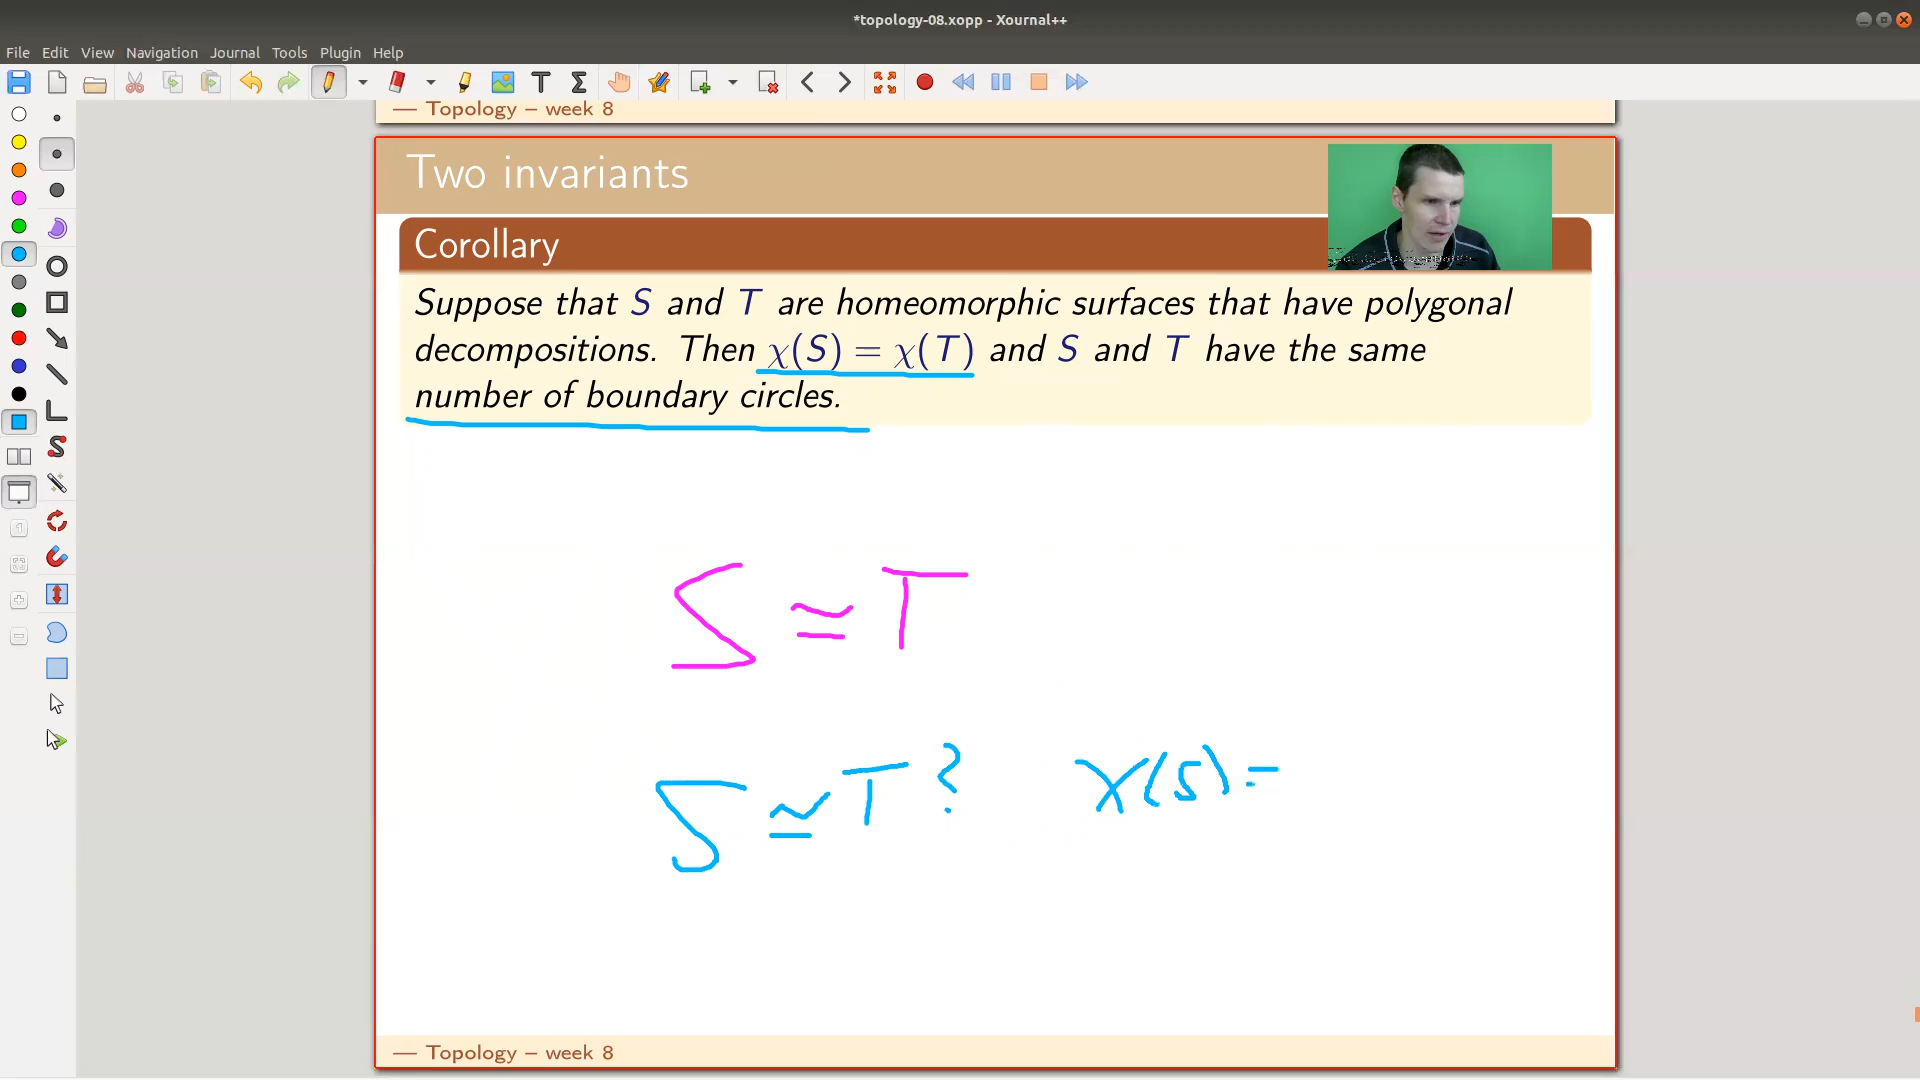 *topology-08.xopp - Xournal++
File Edit View Navigation Journal Tools Plugin Help
— Topology – week 8
Two invariants
Corollary
Suppose that S and T are homeomorphic surfaces that have polygonal
decompositions. Then χ(S) = χ(T) and S and T have the same
number of boundary circles.
S ≃ T
S ≃ T ? χ(S) =
— Topology – week 8